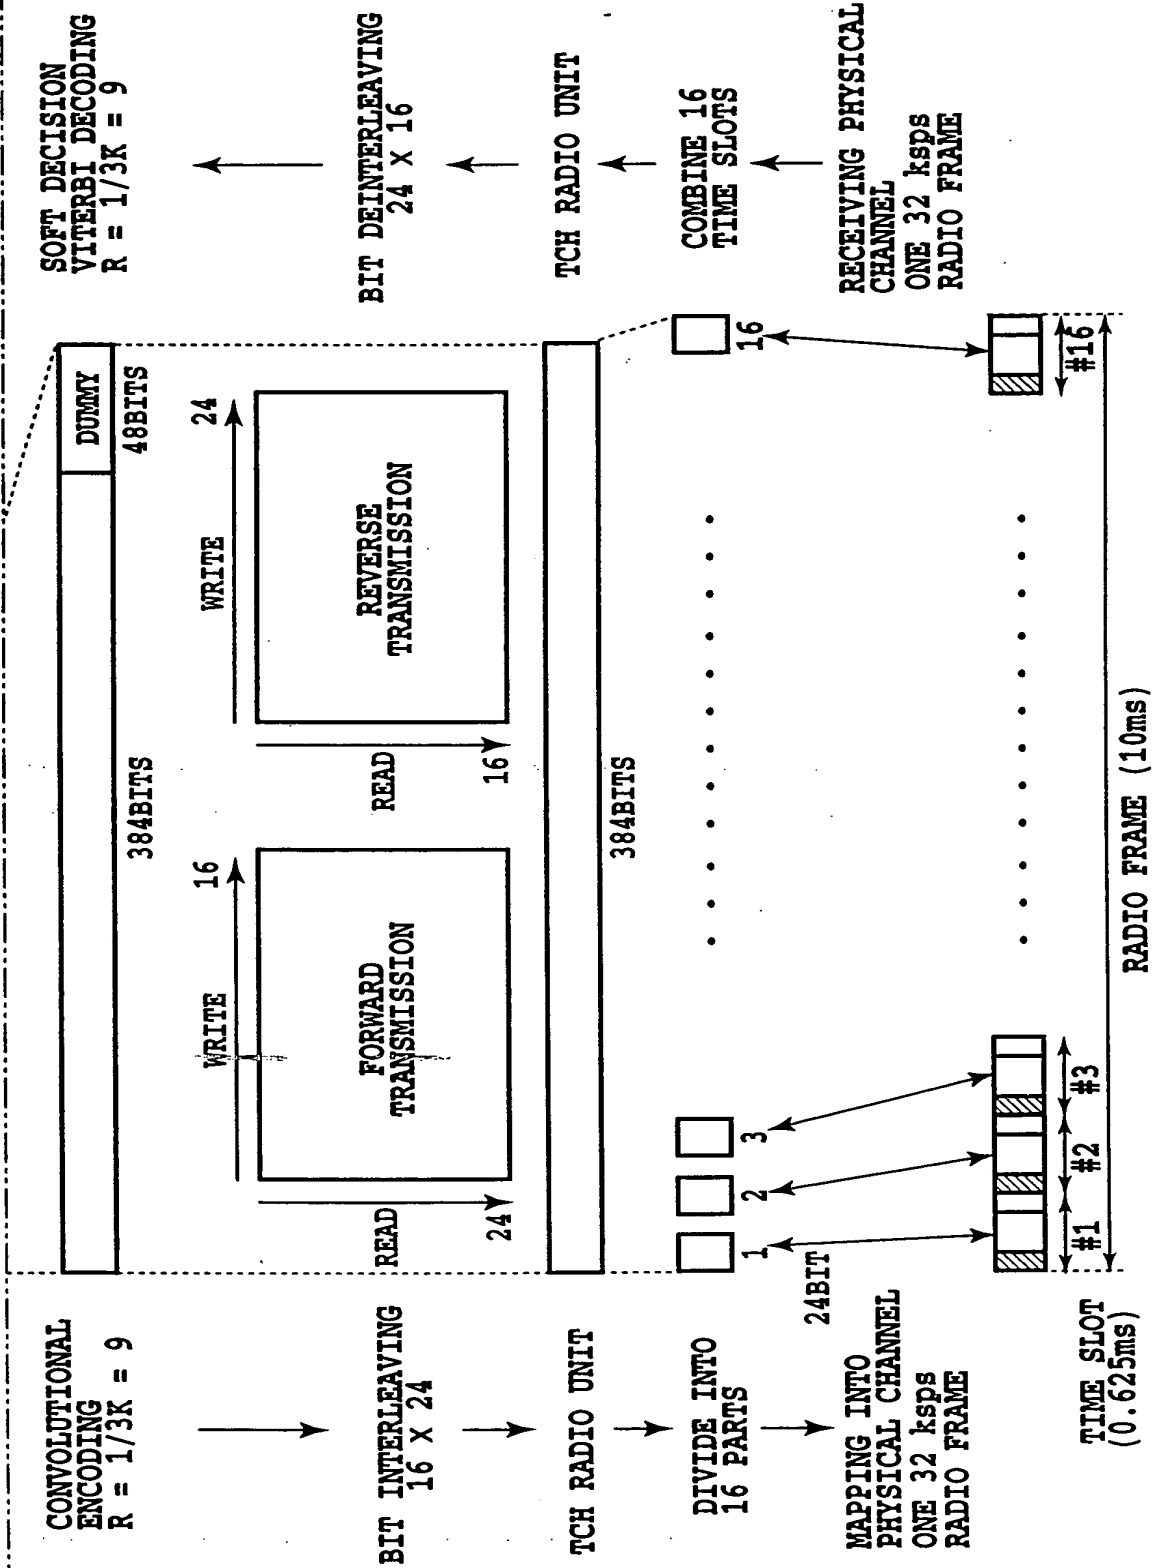 CONVOLUTIONAL
ENCODING
R = 1/3K = 9
BIT INTERLEAVING
16 X 24
TCH RADIO UNIT
DIVIDE INTO
16 PARTS
MAPPING INTO
PHYSICAL CHANNEL
ONE 32 ksps
RADIO FRAME
TIME SLOT
(0.625ms)
384BITS
DUMMY
48BITS
WRITE
16
READ
24
FORWARD
TRANSMISSION
WRITE
24
READ
16
REVERSE
TRANSMISSION
384BITS
1
2
3
16
24BIT
#1
#2
#3
#16
RADIO FRAME (10ms)
SOFT DECISION
VITERBI DECODING
R = 1/3K = 9
BIT DEINTERLEAVING
24 X 16
TCH RADIO UNIT
COMBINE 16
TIME SLOTS
RECEIVING PHYSICAL
CHANNEL
ONE 32 ksps
RADIO FRAME